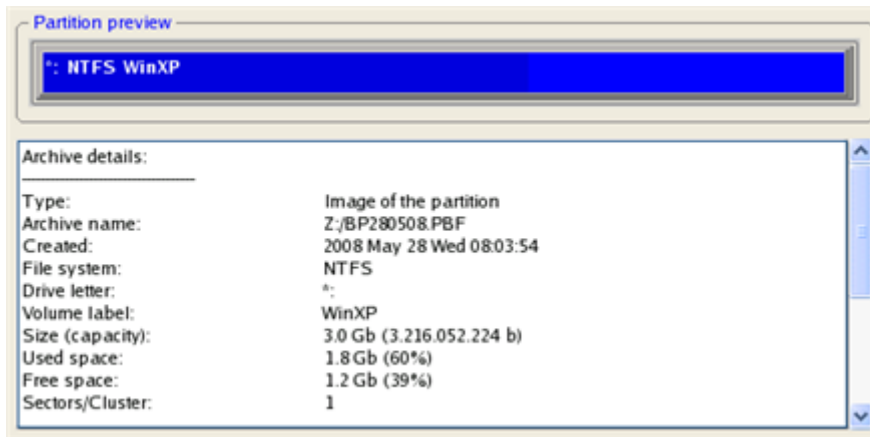 Partition preview
*: NTFS WinXP
Archive details:
Type: Image of the partition
Archive name: Z:/BP280508.PBF
Created: 2008 May 28 Wed 08:03:54
File system: NTFS
Drive letter: *:
Volume label: WinXP
Size (capacity): 3.0 Gb (3.216.052.224 b)
Used space: 1.8 Gb (60%)
Free space: 1.2 Gb (39%)
Sectors/Cluster: 1